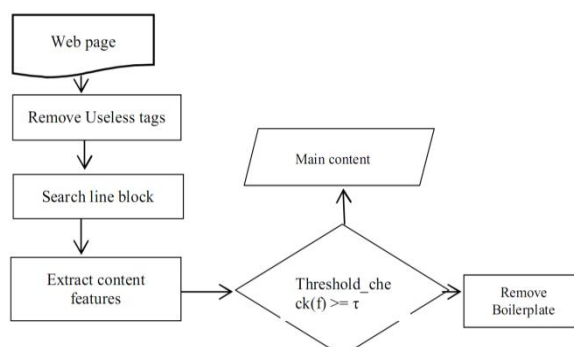 Web page
Remove Useless tags
Main content
Search line block
Extract content
features
Threshold_che
ck(f) >= τ
Remove
Boilerplate